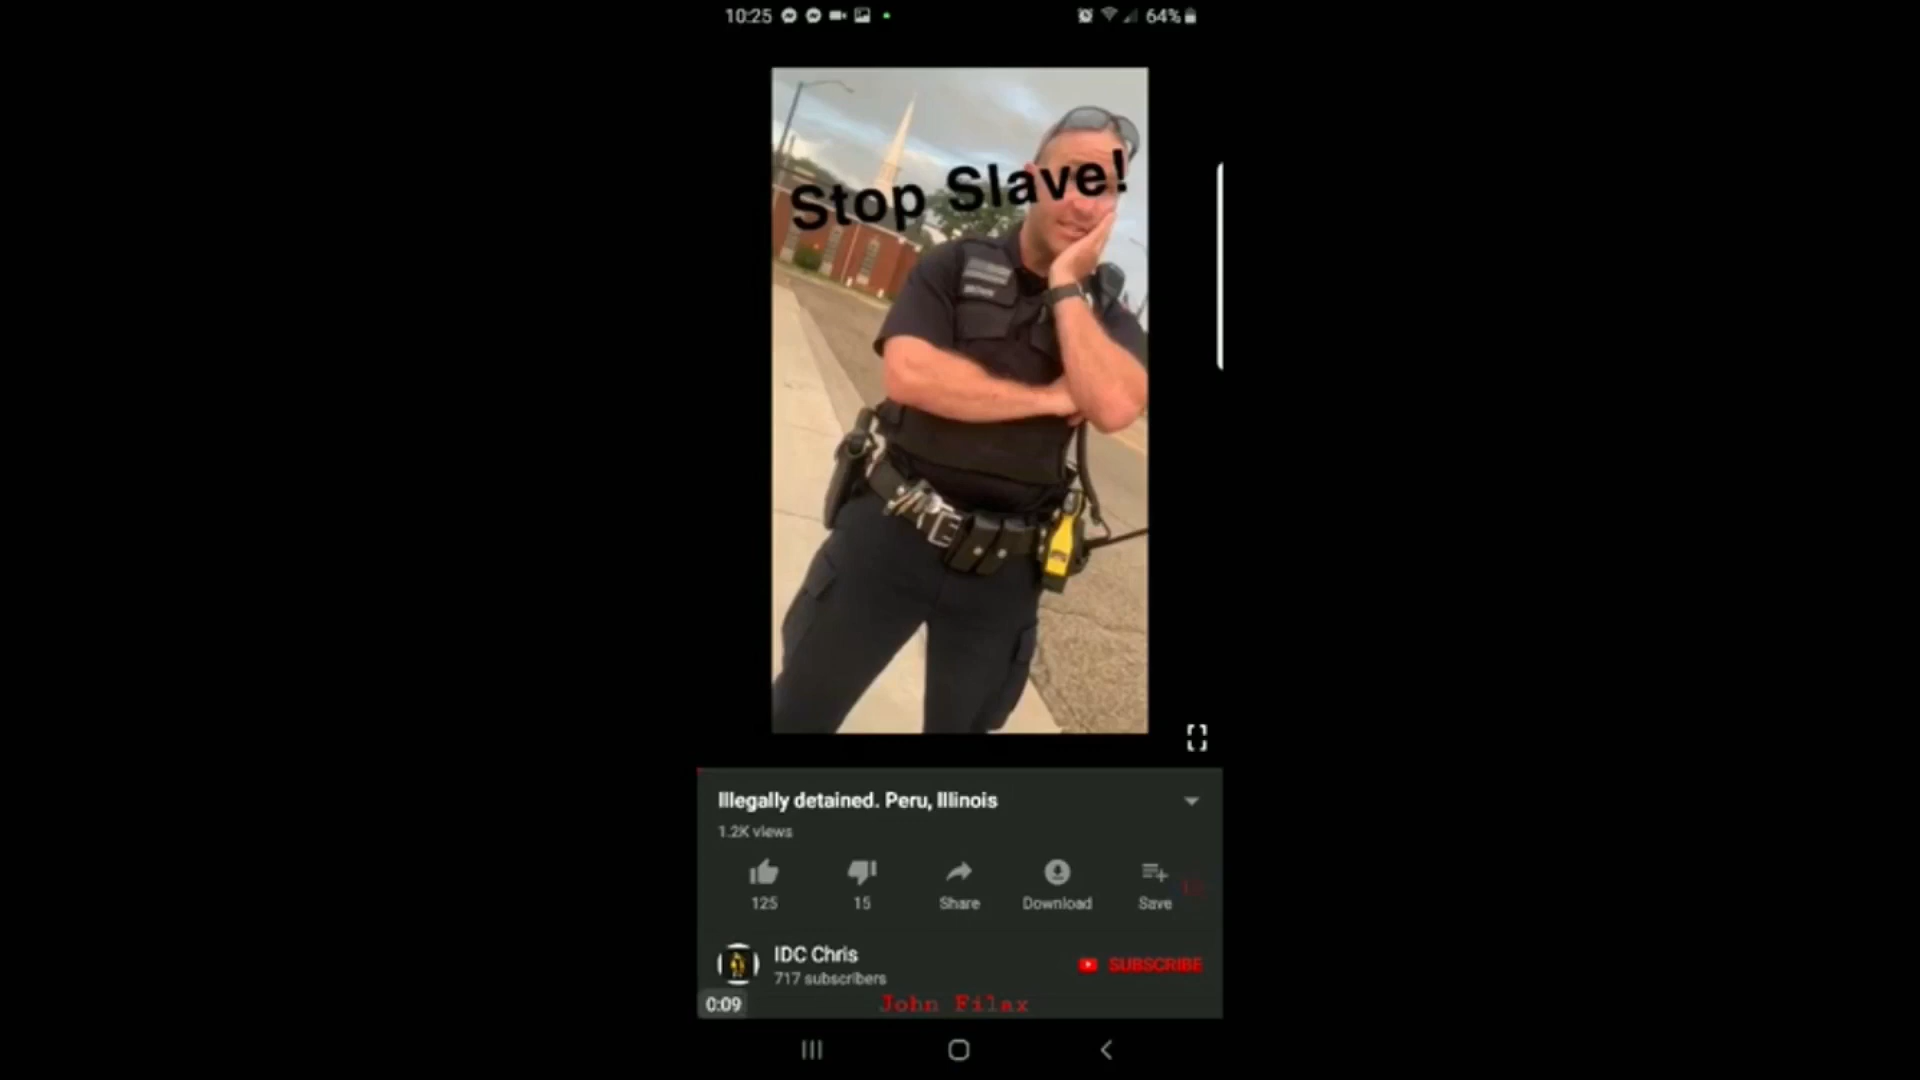 10:25
64%
Stop Slave!
Illegally detained. Peru, Illinois
1.2K views
125
15
Share
Download
Save
IDC Chris
717 subscribers
SUBSCRIBE
0:09
John Filax